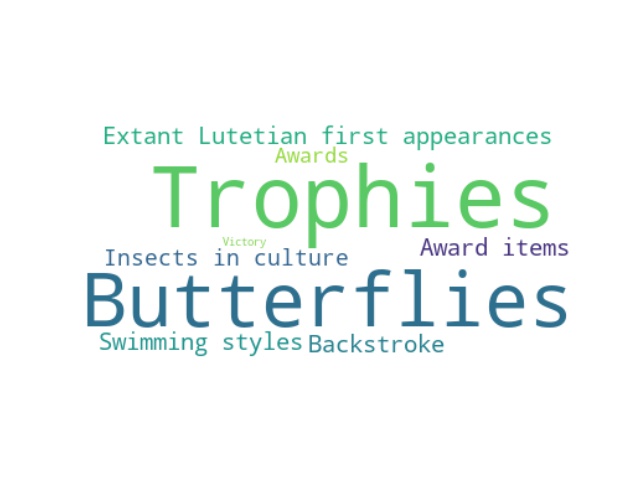 Extant Lutetian first appearances
Awards
Trophies
Victory
Award items
Insects in culture
Butterflies
Swimming styles
Backstroke